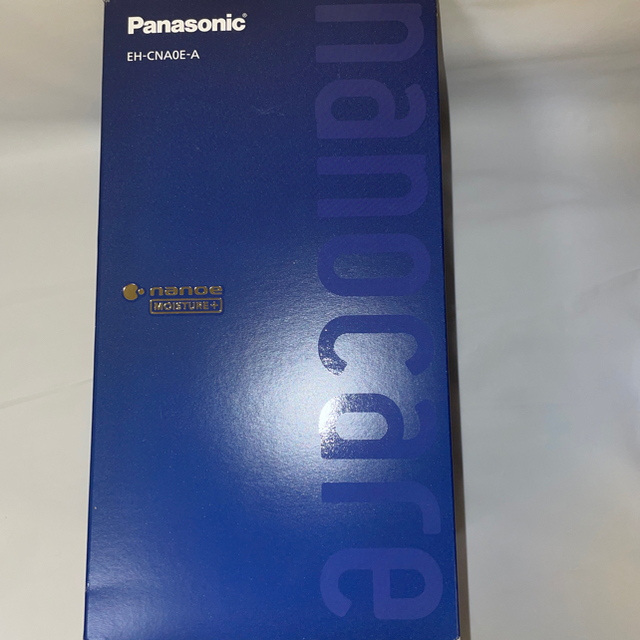 Panasonic®
EH-CNA0E-A
nanocare
nanoe
MOISTURE+